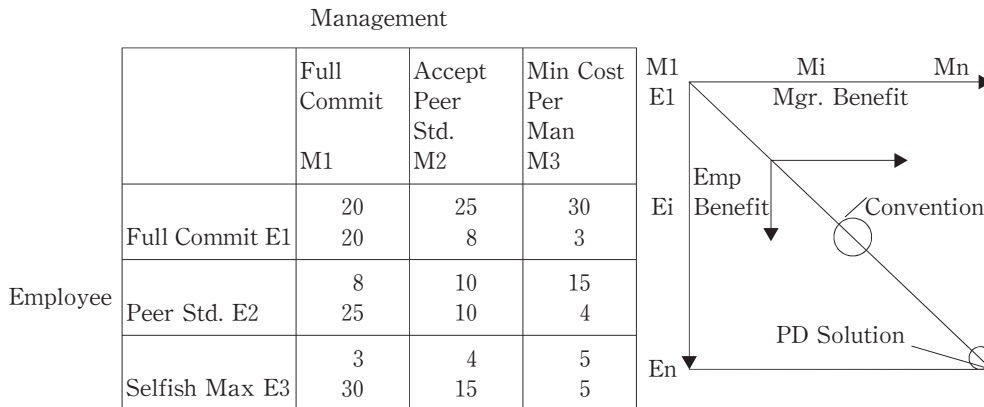 Management
Full Commit M1
Accept Peer Std. M2
Min Cost Per Man M3
Employee
Full Commit E1
20 25 30
20 8 3
Peer Std. E2
8 10 15
25 10 4
Selfish Max E3
3 4 5
30 15 5
M1 Mi Mn
E1 Mgr. Benefit
Emp
Ei Benefit Convention
PD Solution
En